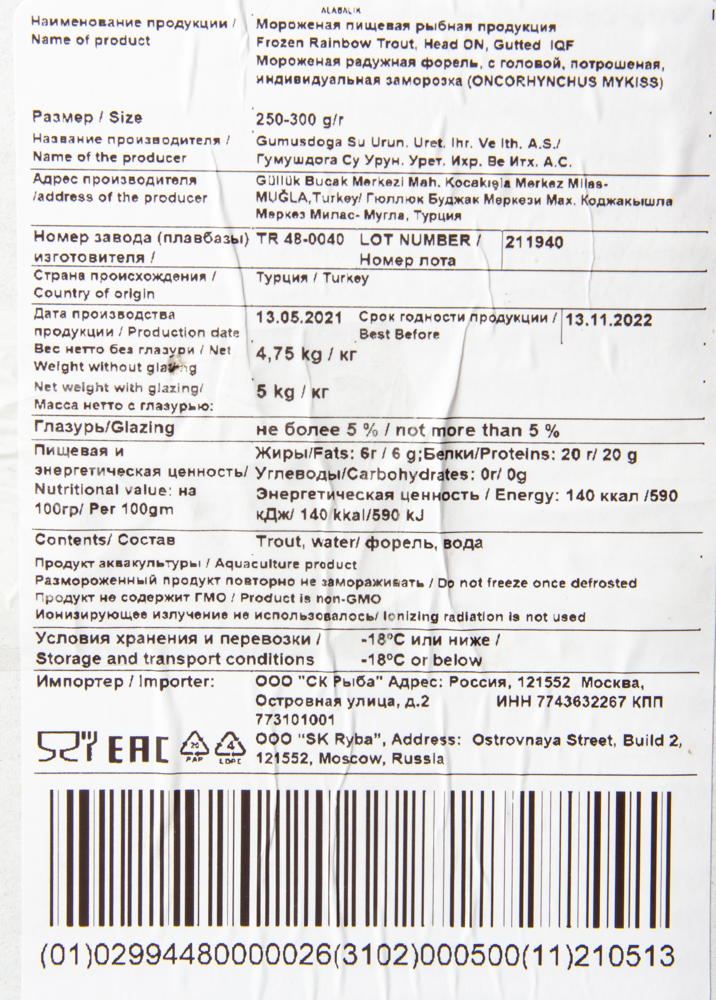 ALABALIK
Наименование продукции / Мороженая пищевая рыбная продукция
Name of product Frozen Rainbow Trout, Head ON, Gutted IQF
Мороженая радужная форель, с головой, потрошеная,
индивидуальная заморозка (ONCORHYNCHUS MYKISS)
Размер / Size 250-300 g/г
Название производителя / Gumusdoga Su Urun. Uret. Ihr. Ve Ith. A.S./
Name of the producer Гумушдога Су Урун. Урет. Ихр. Ве Итх. А.С.
Адрес производителя Güllük Bucak Merkezi Mah. Kocakışla Merkez Milas-
/address of the producer MUĞLA,Turkey/ Гюллюк Буджак Меркези Мах. Коджакышла
Меркез Милас- Мугла, Турция
Номер завода (плавбазы) TR 48-0040 LOT NUMBER / 211940
изготовителя / Номер лота
Страна происхождения / Турция / Turkey
Country of origin
Дата производства 13.05.2021 Срок годности продукции / 13.11.2022
продукции / Production date Best Before
Вес нетто без глазури / Net 4,75 kg / кг
Weight without glazing
Net weight with glazing/ 5 kg / кг
Масса нетто с глазурью:
Глазурь/Glazing не более 5 % / not more than 5 %
Пищевая и Жиры/Fats: 6г / 6 g;Белки/Proteins: 20 г/ 20 g
энергетическая ценность/ Углеводы/Carbohydrates: 0г/ 0g
Nutritional value: на Энергетическая ценность / Energy: 140 ккал /590
100гр/ Per 100gm кДж/ 140 kkal/590 kJ
Contents/ Состав Trout, water/ форель, вода
Продукт аквакультуры / Aquaculture product
Размороженный продукт повторно не замораживать / Do not freeze once defrosted
Продукт не содержит ГМО / Product is non-GMO
Ионизирующее излучение не использовалось/ Ionizing radiation is not used
Условия хранения и перевозки / -18ºC или ниже /
Storage and transport conditions -18ºC or below
Импортер / Importer: ООО "СК Рыба" Адрес: Россия, 121552 Москва,
Островная улица, д.2 ИНН 7743632267 КПП
773101001
EAC 20 PAP 4 LDPE ООО "SK Ryba", Address: Ostrovnaya Street, Build 2,
121552, Moscow, Russia
(01)02994480000026(3102)000500(11)210513